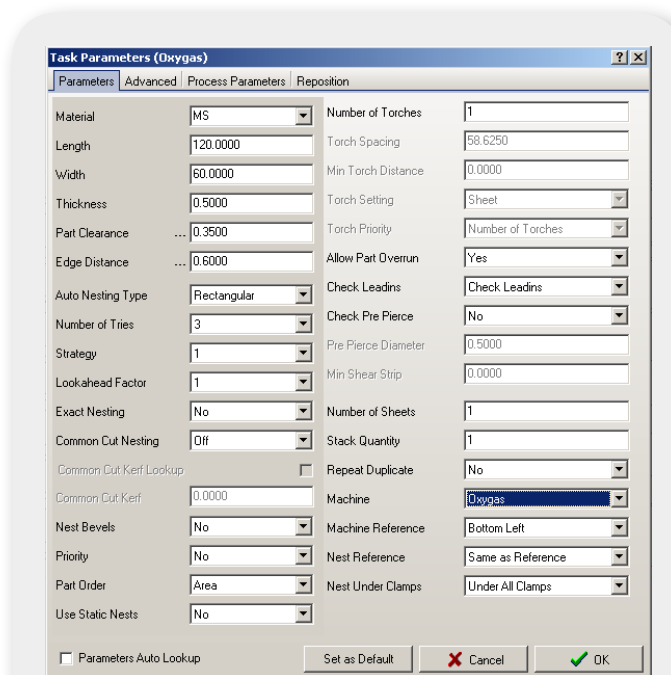 Task Parameters (Oxygas)
? X
Parameters Advanced Process Parameters Reposition
Material MS
Length 120.0000
Width 60.0000
Thickness 0.5000
Part Clearance ... 0.3500
Edge Distance ... 0.6000
Auto Nesting Type Rectangular
Number of Tries 3
Strategy 1
Lookahead Factor 1
Exact Nesting No
Common Cut Nesting Off
Common Cut Kerf Lookup
Common Cut Kerf 0.0000
Nest Bevels No
Priority No
Part Order Area
Use Static Nests No
Number of Torches 1
Torch Spacing 58.6250
Min Torch Distance 0.0000
Torch Setting Sheet
Torch Priority Number of Torches
Allow Part Overrun Yes
Check Leadins Check Leadins
Check Pre Pierce No
Pre Pierce Diameter 0.5000
Min Shear Strip 0.0000
Number of Sheets 1
Stack Quantity 1
Repeat Duplicate No
Machine Oxygas
Machine Reference Bottom Left
Nest Reference Same as Reference
Nest Under Clamps Under All Clamps
Parameters Auto Lookup Set as Default Cancel OK